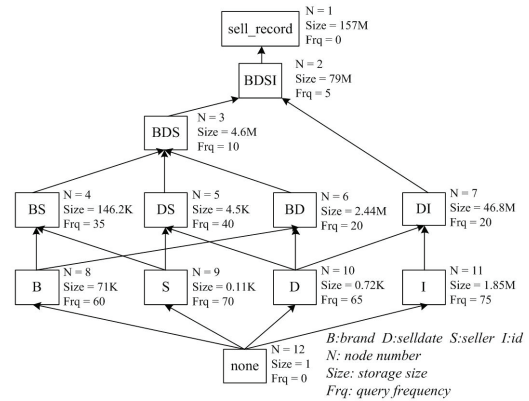 sell_record
N = 1
Size = 157M
Frq = 0
BDSI
N = 2
Size = 79M
Frq = 5
BDS
N = 3
Size = 4.6M
Frq = 10
BS
N = 4
Size = 146.2K
Frq = 35
DS
N = 5
Size = 4.5K
Frq = 40
BD
N = 6
Size = 2.44M
Frq = 20
DI
N = 7
Size = 46.8M
Frq = 20
B
N = 8
Size = 71K
Frq = 60
S
N = 9
Size = 0.11K
Frq = 70
D
N = 10
Size = 0.72K
Frq = 65
I
N = 11
Size = 1.85M
Frq = 75
none
N = 12
Size = 1
Frq = 0
B:brand D:selldate S:seller I:id
N: node number
Size: storage size
Frq: query frequency